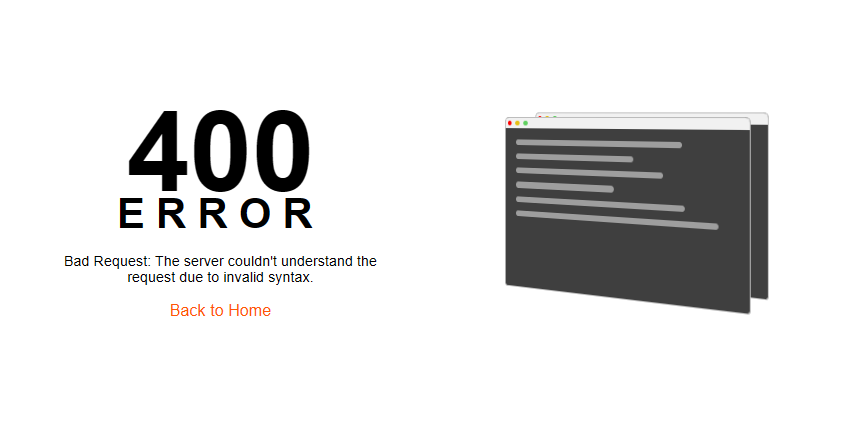 400
ERROR
Bad Request: The server couldn't understand the
request due to invalid syntax.
Back to Home